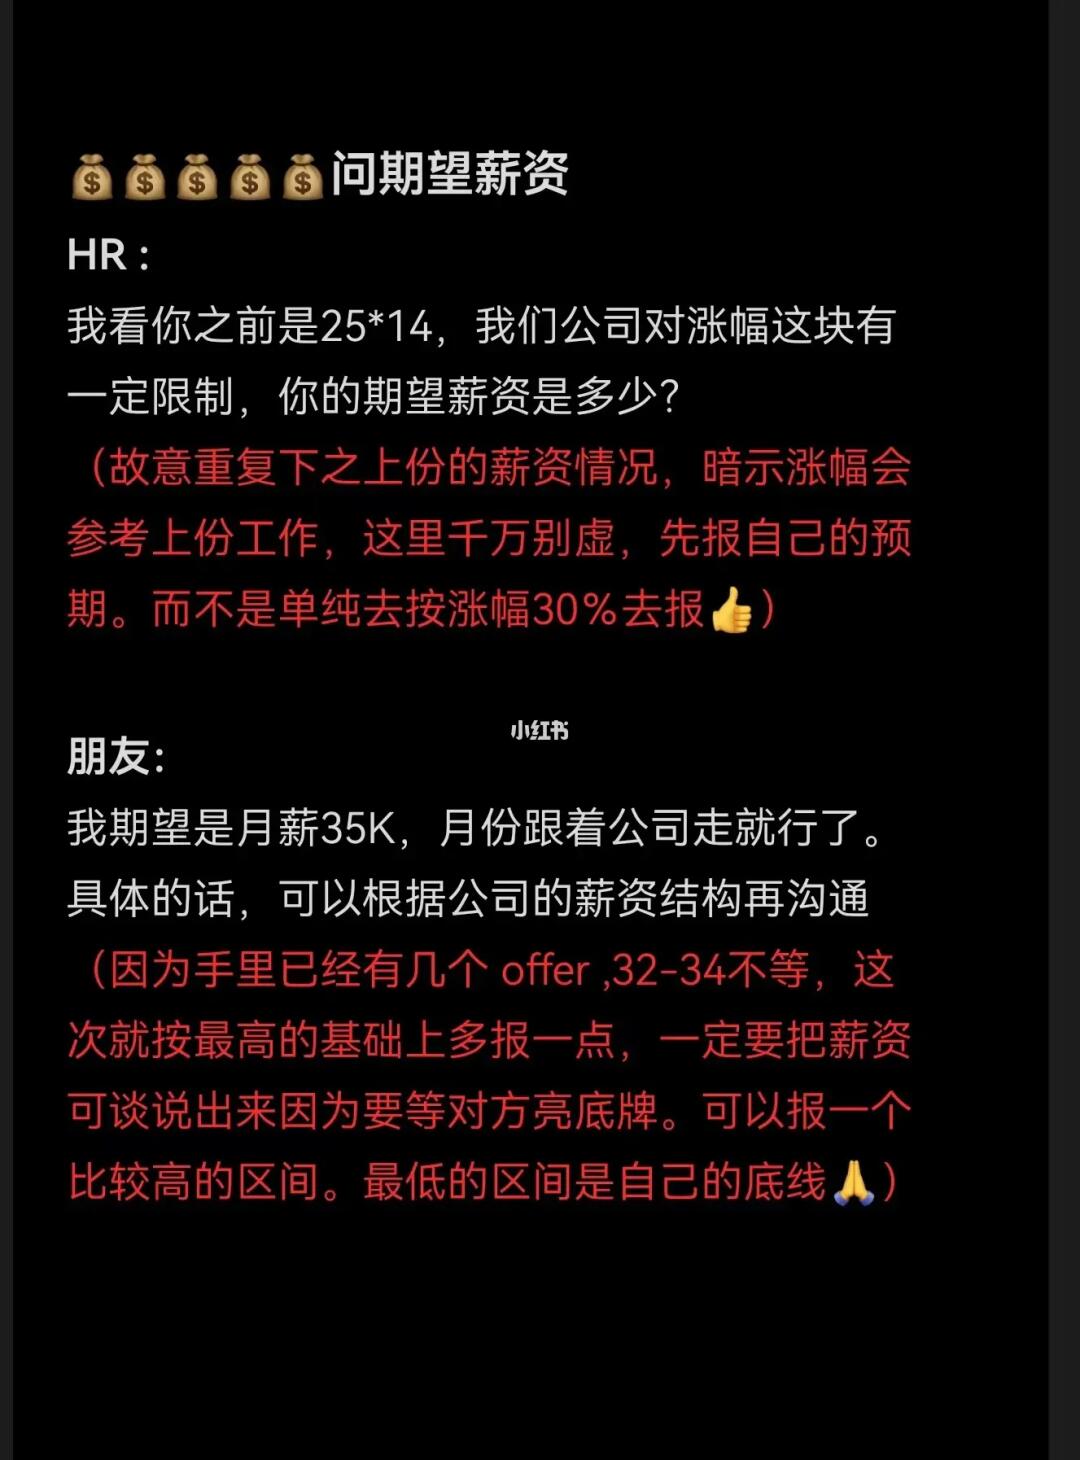 💰💰💰💰💰问期望薪资
HR：
我看你之前是25*14，我们公司对涨幅这块有
一定限制，你的期望薪资是多少？
（故意重复下之上份的薪资情况，暗示涨幅会
参考上份工作，这里千万别虚，先报自己的预
期。而不是单纯去按涨幅30%去报👍）
小红书
朋友：
我期望是月薪35K，月份跟着公司走就行了。
具体的话，可以根据公司的薪资结构再沟通
（因为手里已经有几个 offer ,32-34不等，这
次就按最高的基础上多报一点，一定要把薪资
可谈说出来因为要等对方亮底牌。可以报一个
比较高的区间。最低的区间是自己的底线🙏）